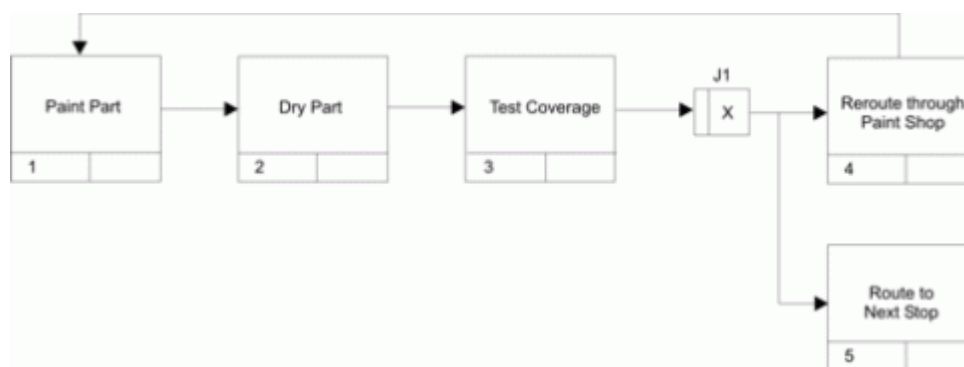 Paint Part
1
Dry Part
2
Test Coverage
3
J1
X
Reroute through
Paint Shop
4
Route to
Next Stop
5